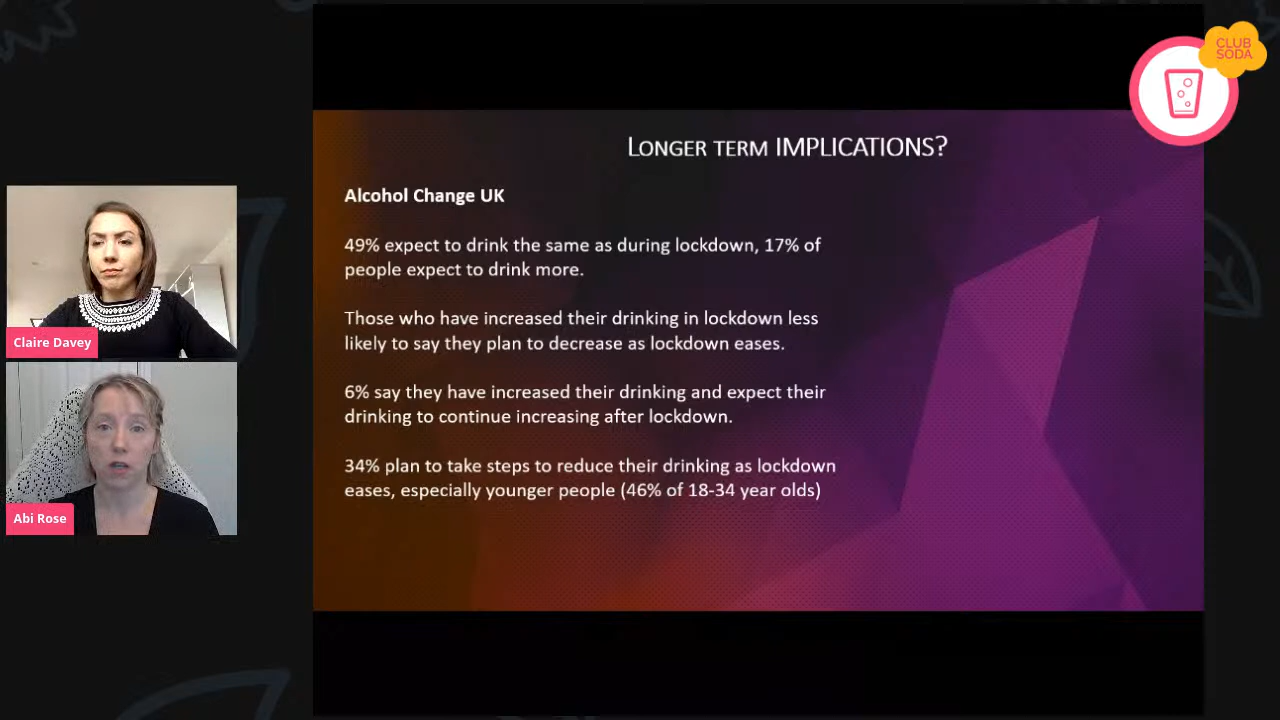 CLUB
SODA
LONGER TERM IMPLICATIONS?
Alcohol Change UK
49% expect to drink the same as during lockdown, 17% of
people expect to drink more.
Those who have increased their drinking in lockdown less
likely to say they plan to decrease as lockdown eases.
6% say they have increased their drinking and expect their
drinking to continue increasing after lockdown.
34% plan to take steps to reduce their drinking as lockdown
eases, especially younger people (46% of 18-34 year olds)
Claire Davey
Abi Rose